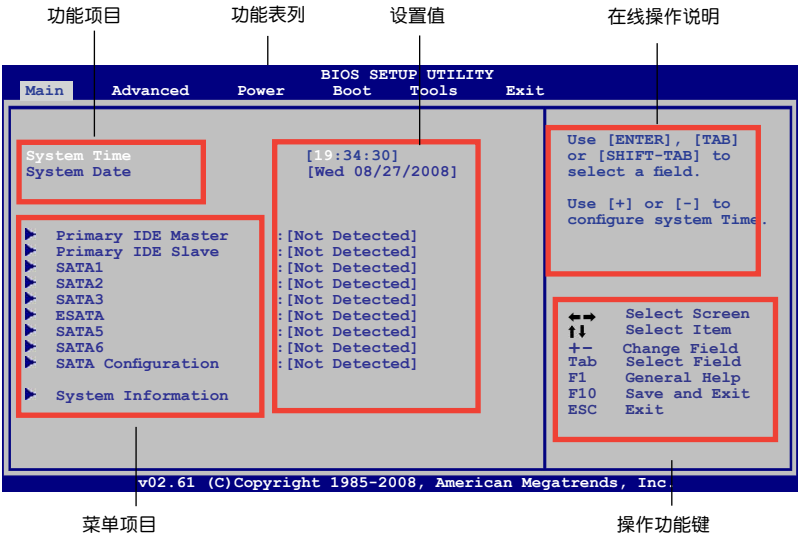 功能项目 功能表列 设置值 在线操作说明
BIOS SETUP UTILITY
Main Advanced Power Boot Tools Exit
System Time [19:34:30]
System Date [Wed 08/27/2008]
Primary IDE Master :[Not Detected]
Primary IDE Slave :[Not Detected]
SATA1 :[Not Detected]
SATA2 :[Not Detected]
SATA3 :[Not Detected]
ESATA :[Not Detected]
SATA5 :[Not Detected]
SATA6 :[Not Detected]
SATA Configuration :[Not Detected]
System Information
Use [ENTER], [TAB]
or [SHIFT-TAB] to
select a field.
Use [+] or [-] to
configure system Time.
←→ Select Screen
↑↓ Select Item
+- Change Field
Tab Select Field
F1 General Help
F10 Save and Exit
ESC Exit
v02.61 (C)Copyright 1985-2008, American Megatrends, Inc.
菜单项目 操作功能键